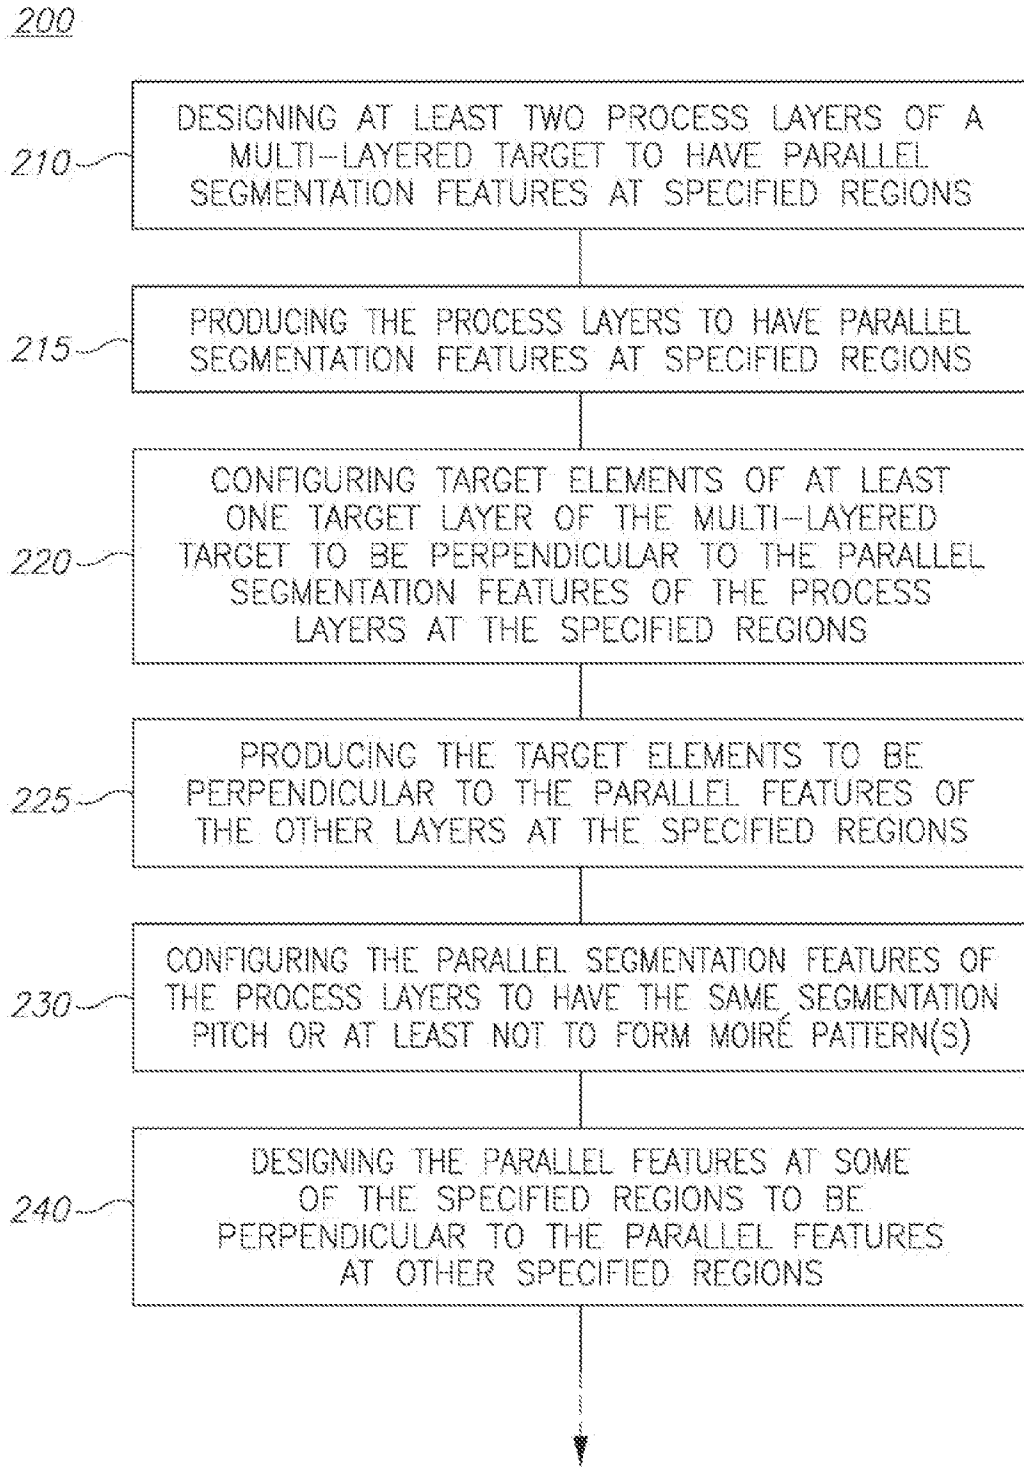 200
210
DESIGNING AT LEAST TWO PROCESS LAYERS OF A
MULTI-LAYERED TARGET TO HAVE PARALLEL
SEGMENTATION FEATURES AT SPECIFIED REGIONS
215
PRODUCING THE PROCESS LAYERS TO HAVE PARALLEL
SEGMENTATION FEATURES AT SPECIFIED REGIONS
220
CONFIGURING TARGET ELEMENTS OF AT LEAST
ONE TARGET LAYER OF THE MULTI-LAYERED
TARGET TO BE PERPENDICULAR TO THE PARALLEL
SEGMENTATION FEATURES OF THE PROCESS
LAYERS AT THE SPECIFIED REGIONS
225
PRODUCING THE TARGET ELEMENTS TO BE
PERPENDICULAR TO THE PARALLEL FEATURES OF
THE OTHER LAYERS AT THE SPECIFIED REGIONS
230
CONFIGURING THE PARALLEL SEGMENTATION FEATURES OF
THE PROCESS LAYERS TO HAVE THE SAME SEGMENTATION
PITCH OR AT LEAST NOT TO FORM MOIRÉ PATTERN(S)
240
DESIGNING THE PARALLEL FEATURES AT SOME
OF THE SPECIFIED REGIONS TO BE
PERPENDICULAR TO THE PARALLEL FEATURES
AT OTHER SPECIFIED REGIONS